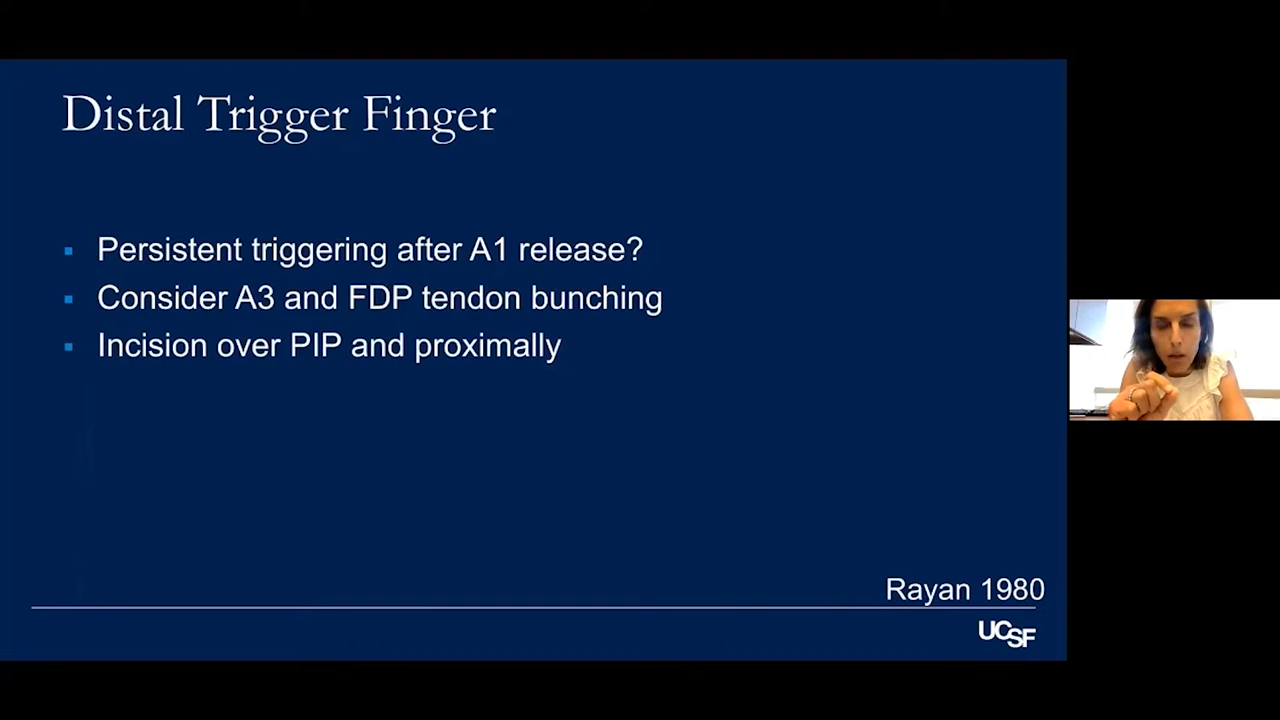 Distal Trigger Finger
Persistent triggering after A1 release?
Consider A3 and FDP tendon bunching
Incision over PIP and proximally
Rayan 1980
UCSF